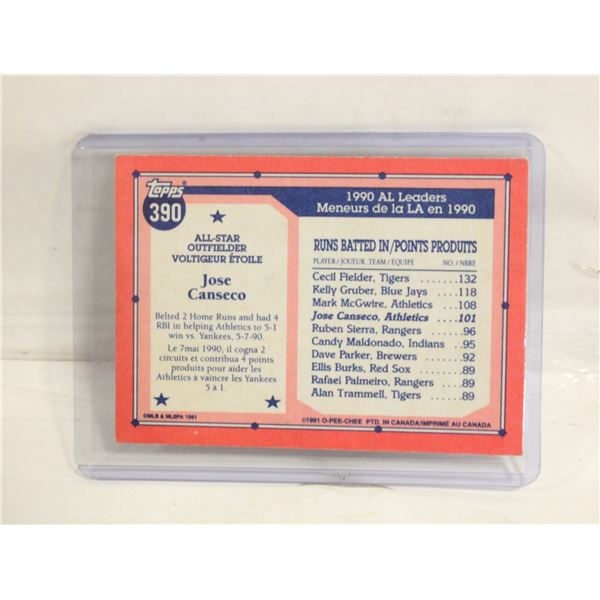 Topps®
390
ALL-STAR
OUTFIELDER
VOLTIGEUR ÉTOILE
Jose
Canseco
Belted 2 Home Runs and had 4
RBI in helping Athletics to 5-1
win vs. Yankees, 5-7-90.
Le 7mai 1990, il cogna 2
circuits et contribua 4 points
produits pour aider les
Athletics à vaincre les Yankees
5 à 1.
©MLB & MLBPA 1991
1990 AL Leaders
Meneurs de la LA en 1990
RUNS BATTED IN/POINTS PRODUITS
PLAYER/JOUEUR, TEAM/ÉQUIPE NO./NBRE
Cecil Fielder, Tigers ......132
Kelly Gruber, Blue Jays ....118
Mark McGwire, Athletics ....108
Jose Canseco, Athletics ....101
Ruben Sierra, Rangers ......96
Candy Maldonado, Indians ..95
Dave Parker, Brewers ......92
Ellis Burks, Red Sox .......89
Rafael Palmeiro, Rangers ...89
Alan Trammell, Tigers ......89
©1991 O-PEE-CHEE PTD. IN CANADA/IMPRIMÉ AU CANADA